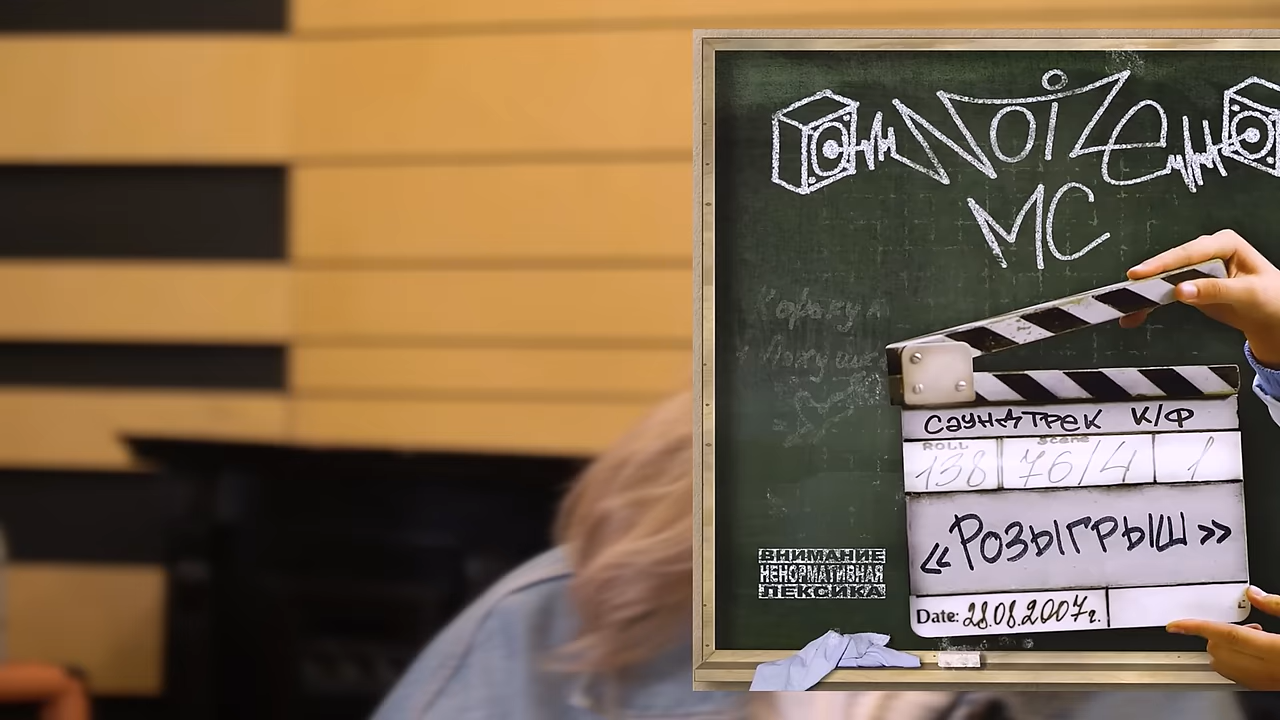 NOIZE
MC
САУНДТРЕК К/Ф
ROLL
Scene
138
76/4
1
«РОЗЫГРЫШ»
ВНИМАНИЕ
НЕНОРМАТИВНАЯ
ЛЕКСИКА
Date: 28.08.2007г.